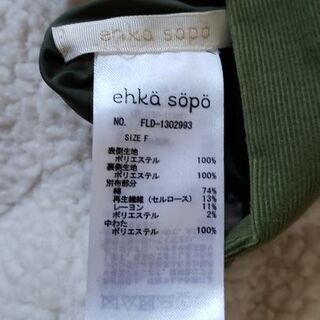 ehka sopo
ehkä söpö
NO. FLD-1302993
SIZE F
表側生地
ポリエステル 100%
裏側生地
ポリエステル 100%
別布部分
綿 74%
再生繊維(セルロース) 13%
レーヨン 11%
ポリエステル 2%
中わた
ポリエステル 100%